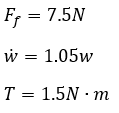 F_f = 7.5N
ẇ = 1.05w
T = 1.5N · m